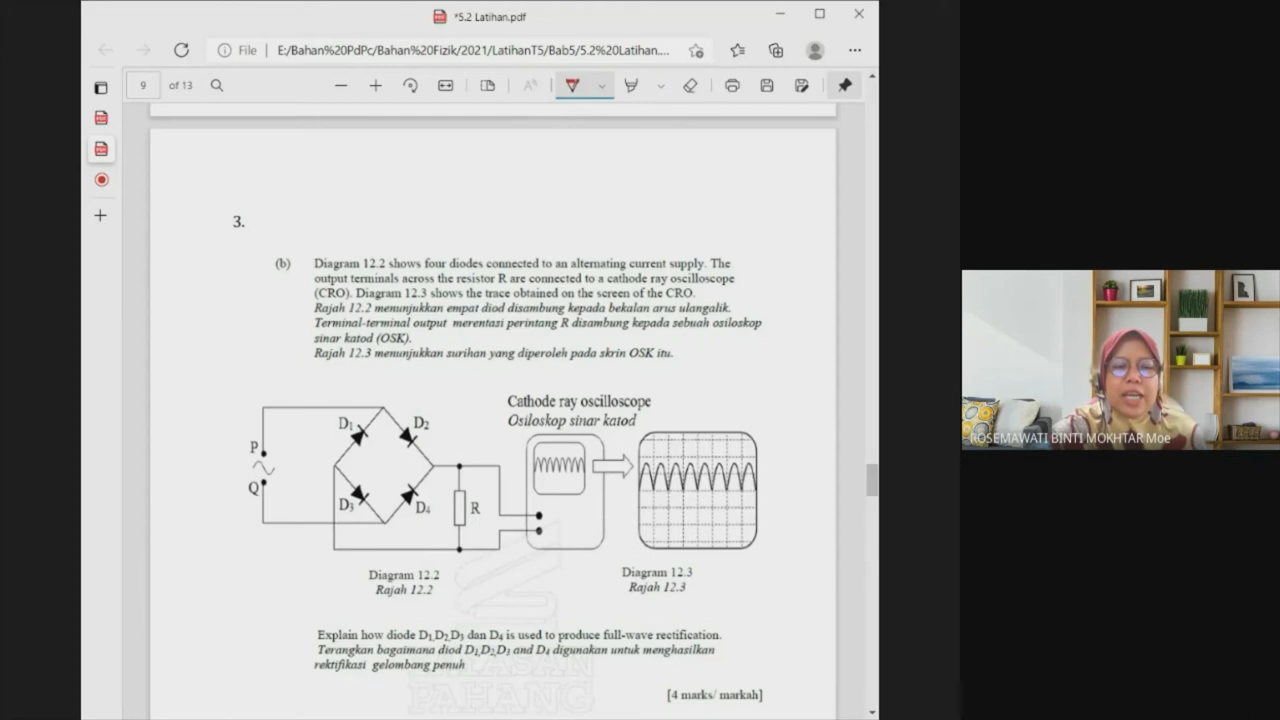 *5.2 Latihan.pdf
File | E:/Bahan%20PdPc/Bahan%20Fizik/2021/LatihanT5/Bab5/5.2%20Latihan....
9 of 13
3.
(b) Diagram 12.2 shows four diodes connected to an alternating current supply. The
output terminals across the resistor R are connected to a cathode ray oscilloscope
(CRO). Diagram 12.3 shows the trace obtained on the screen of the CRO.
Rajah 12.2 menunjukkan empat diod disambung kepada bekalan arus ulangalik.
Terminal-terminal output merentasi perintang R disambung kepada sebuah osiloskop
sinar katod (OSK).
Rajah 12.3 menunjukkan surihan yang diperoleh pada skrin OSK itu.
Cathode ray oscilloscope
Osiloskop sinar katod
D1
D2
P
Q
D3
D4
R
Diagram 12.2
Rajah 12.2
Diagram 12.3
Rajah 12.3
Explain how diode D1,D2,D3 dan D4 is used to produce full-wave rectification.
Terangkan bagaimana diod D1,D2,D3 and D4 digunakan untuk menghasilkan
rektifikasi gelombang penuh
[4 marks/ markah]
PAHANG
ROSEMAWATI BINTI MOKHTAR Moe